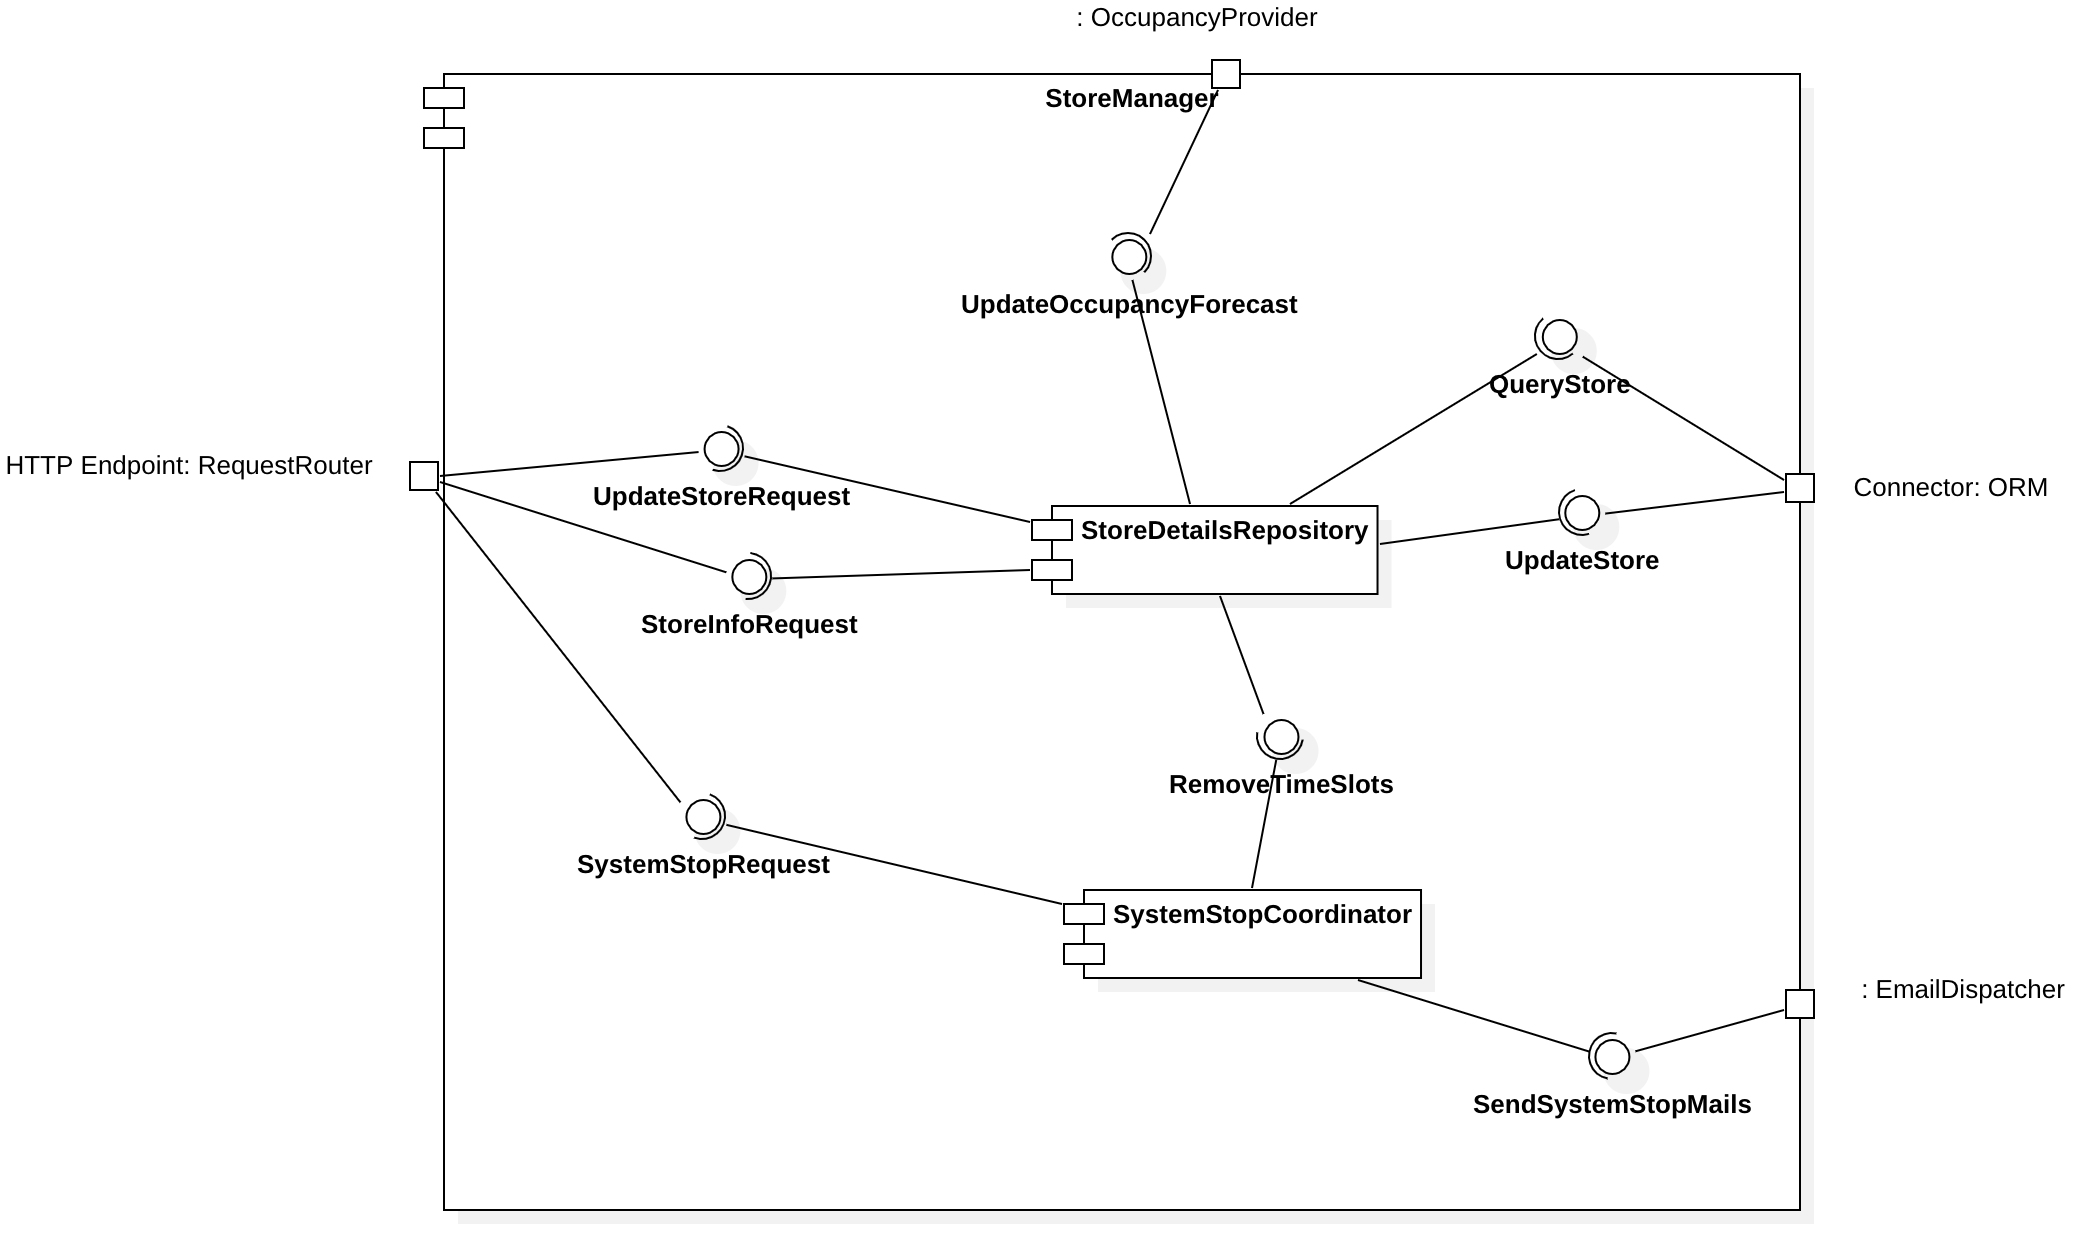 : OccupancyProvider
StoreManager
UpdateOccupancyForecast
QueryStore
HTTP Endpoint: RequestRouter
UpdateStoreRequest
Connector: ORM
StoreDetailsRepository
UpdateStore
StoreInfoRequest
RemoveTimeSlots
SystemStopRequest
SystemStopCoordinator
: EmailDispatcher
SendSystemStopMails